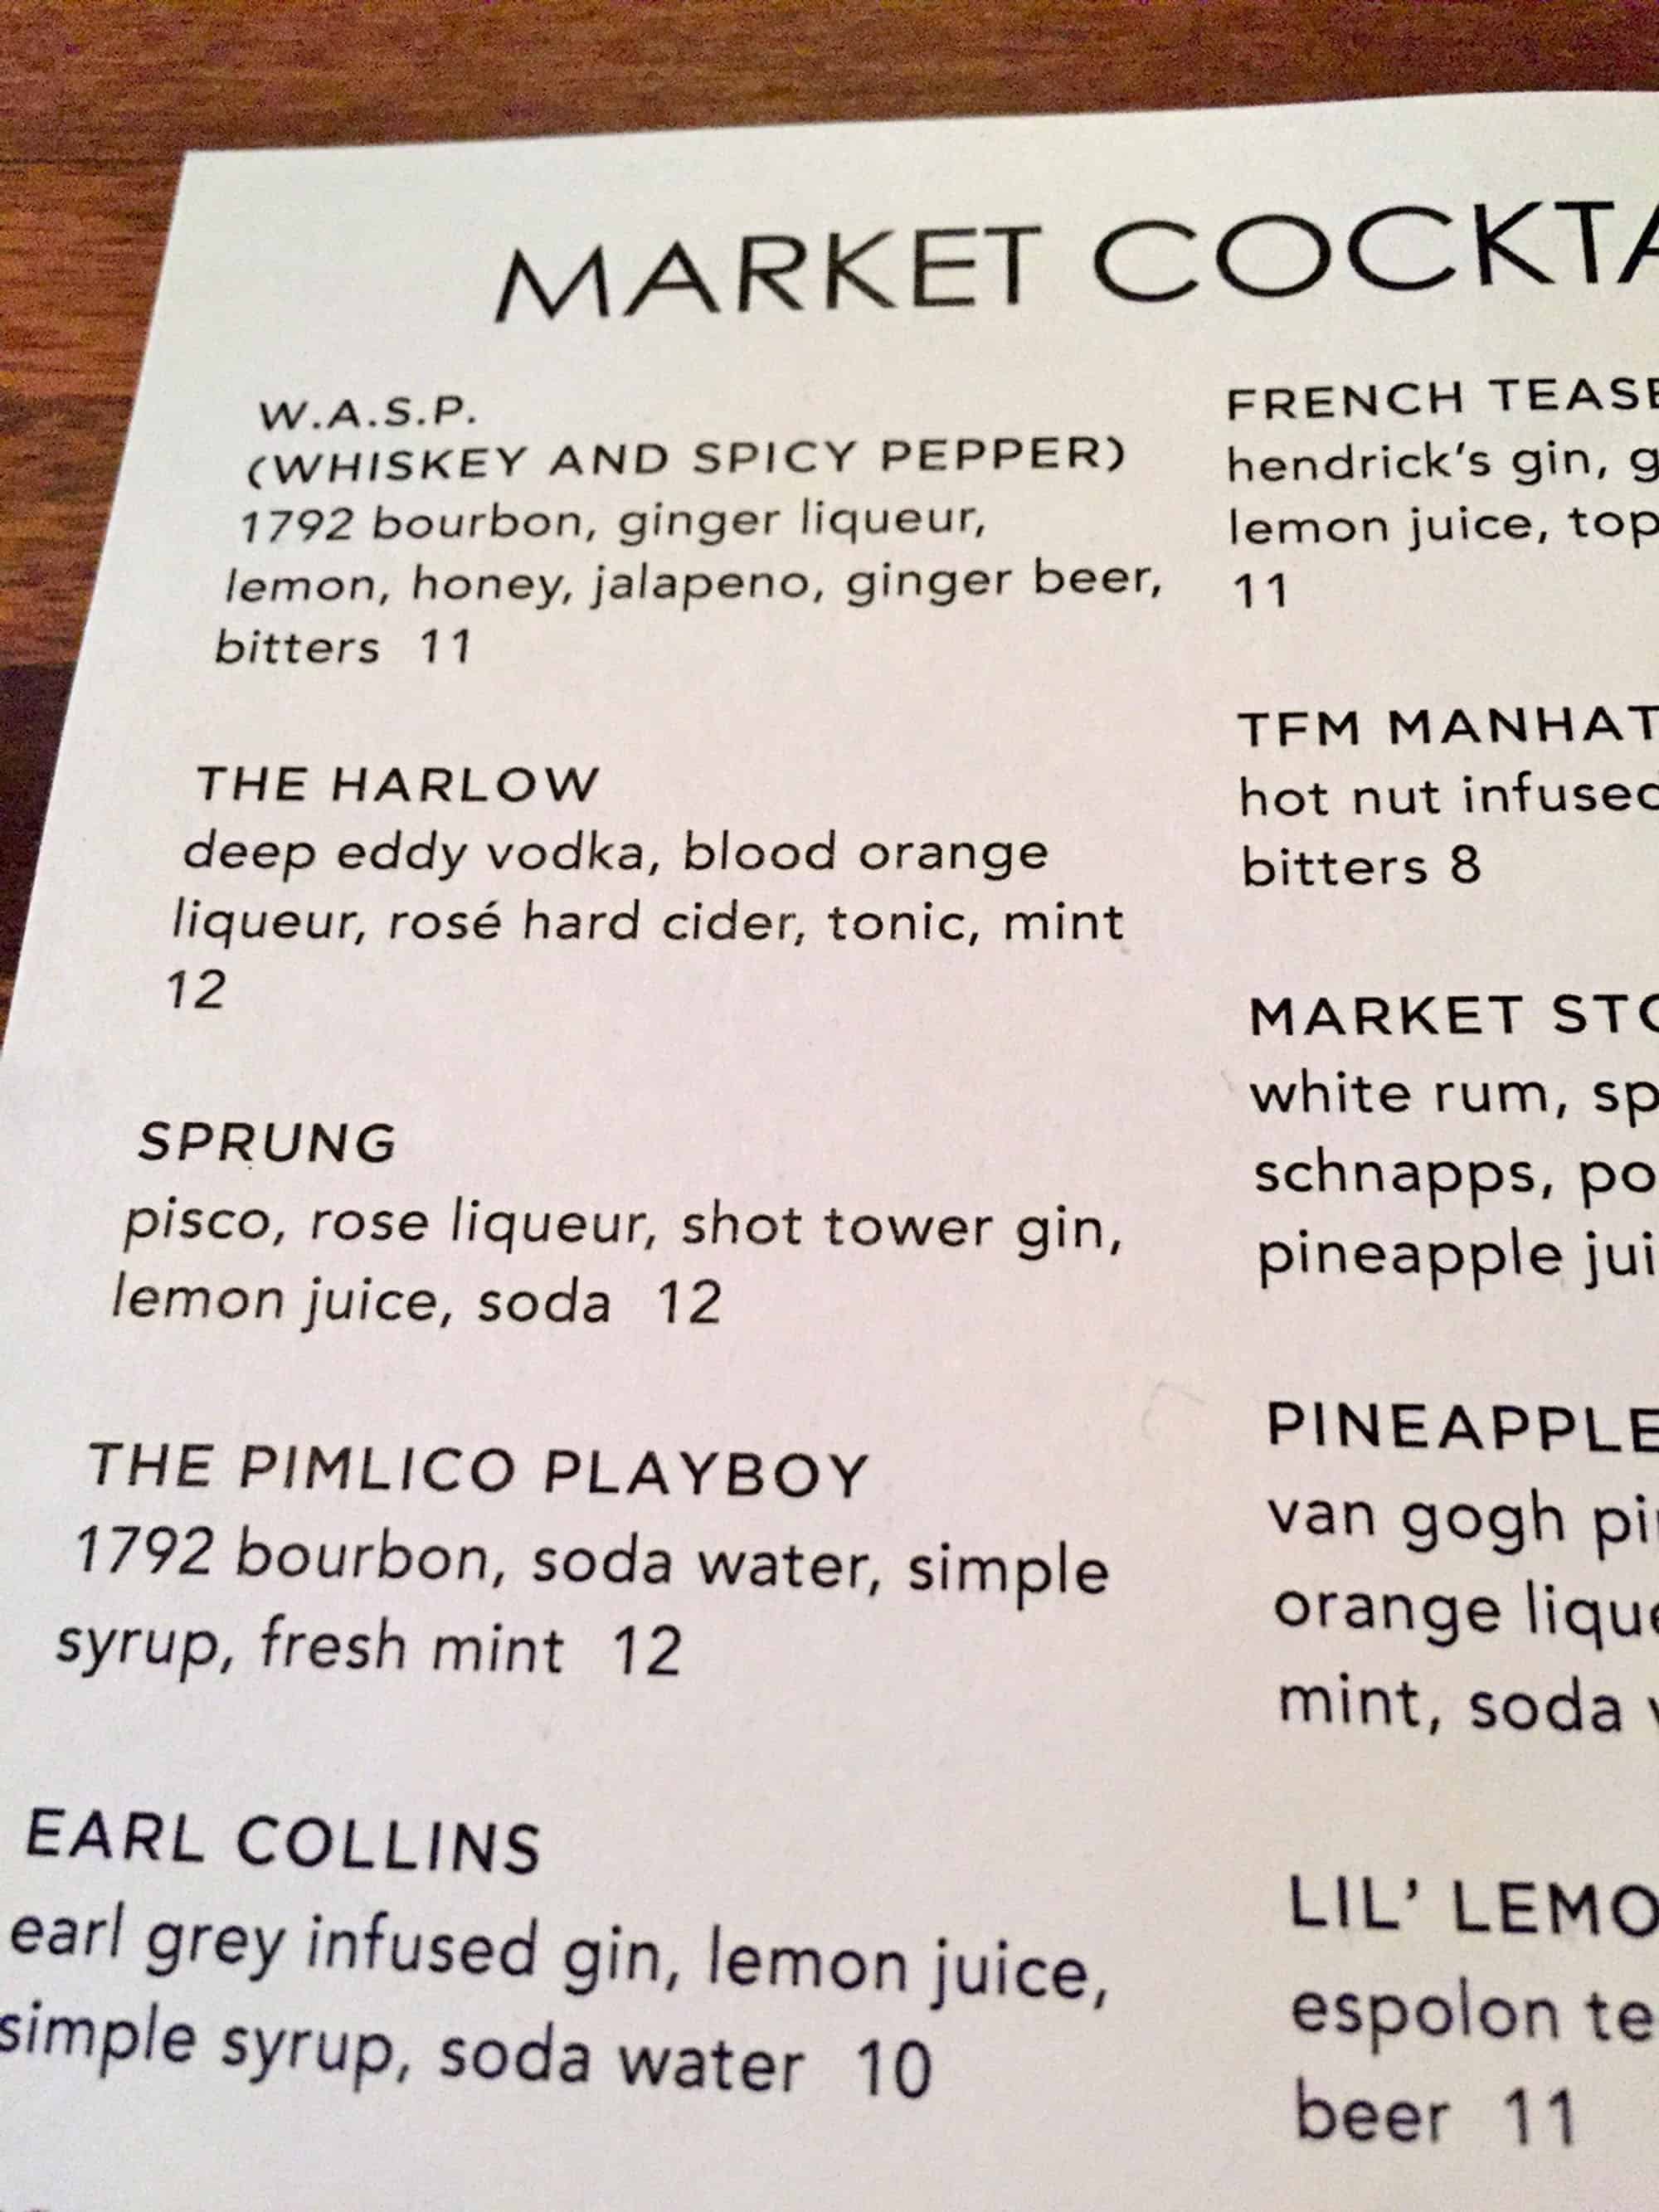 MARKET COCKTA
W.A.S.P.
(WHISKEY AND SPICY PEPPER)
1792 bourbon, ginger liqueur,
lemon, honey, jalapeno, ginger beer,
bitters 11
THE HARLOW
deep eddy vodka, blood orange
liqueur, rosé hard cider, tonic, mint
12
SPRUNG
pisco, rose liqueur, shot tower gin,
lemon juice, soda 12
THE PIMLICO PLAYBOY
1792 bourbon, soda water, simple
syrup, fresh mint 12
EARL COLLINS
earl grey infused gin, lemon juice,
simple syrup, soda water 10
FRENCH TEASE
hendrick's gin, g
lemon juice, top
11
TFM MANHAT
hot nut infused
bitters 8
MARKET STO
white rum, sp
schnapps, po
pineapple jui
PINEAPPLE
van gogh pi
orange lique
mint, soda
LIL' LEMO
espolon te
beer 11